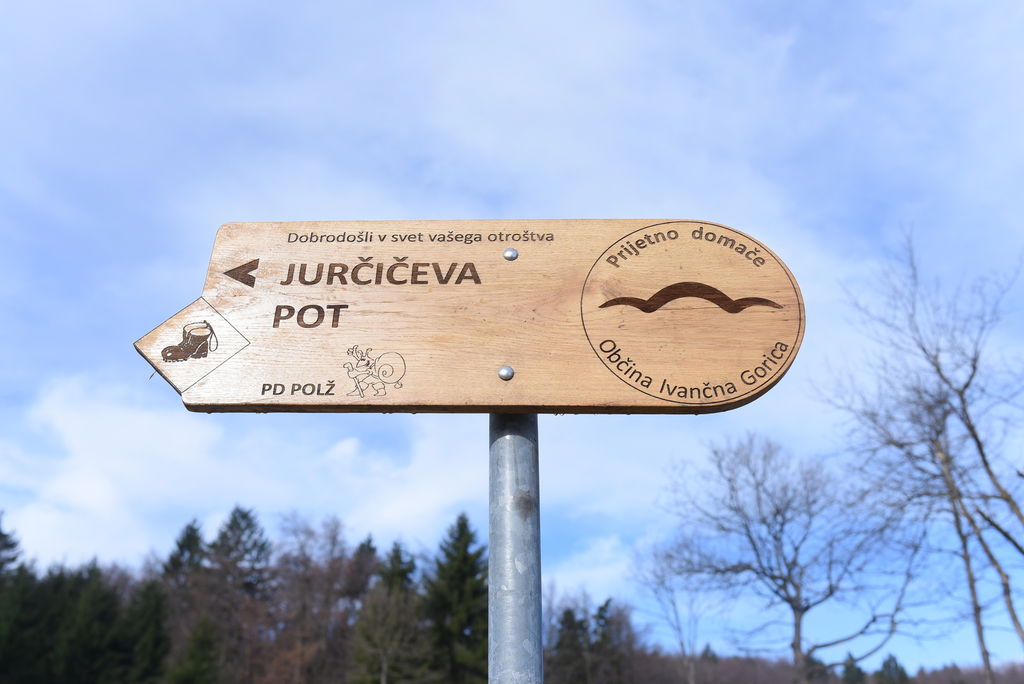 Dobrodošli v svet vašega otroštva
JURČIČEVA
POT
PD POLŽ
Prijetno domače
Občina Ivančna Gorica